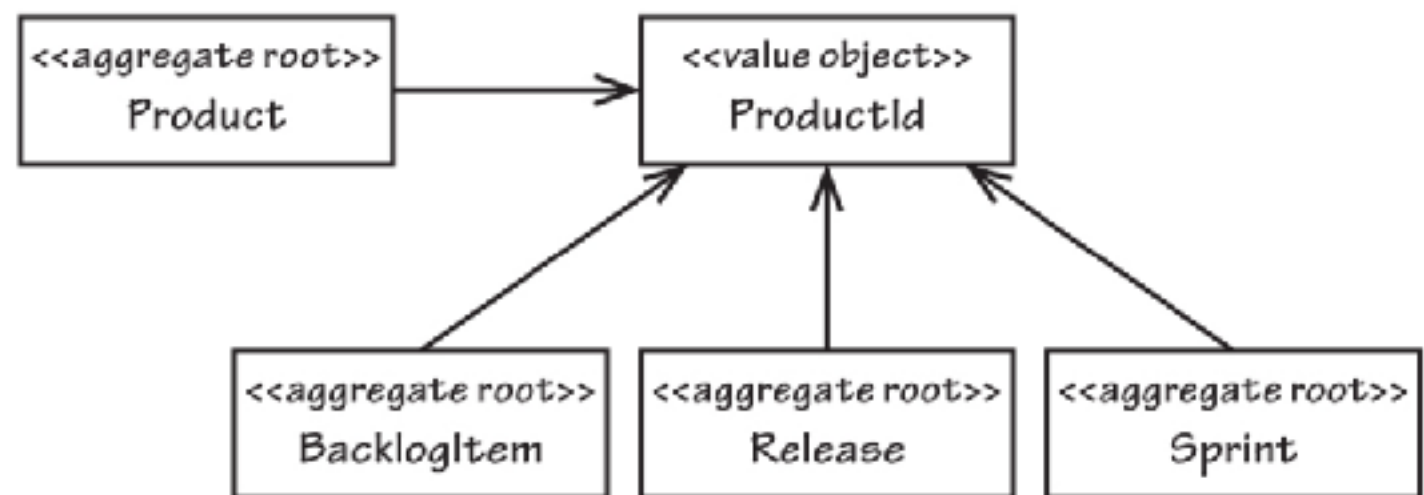 <<aggregate root>>
Product
<<value object>>
ProductId
<<aggregate root>>
BacklogItem
<<aggregate root>>
Release
<<aggregate root>>
Sprint